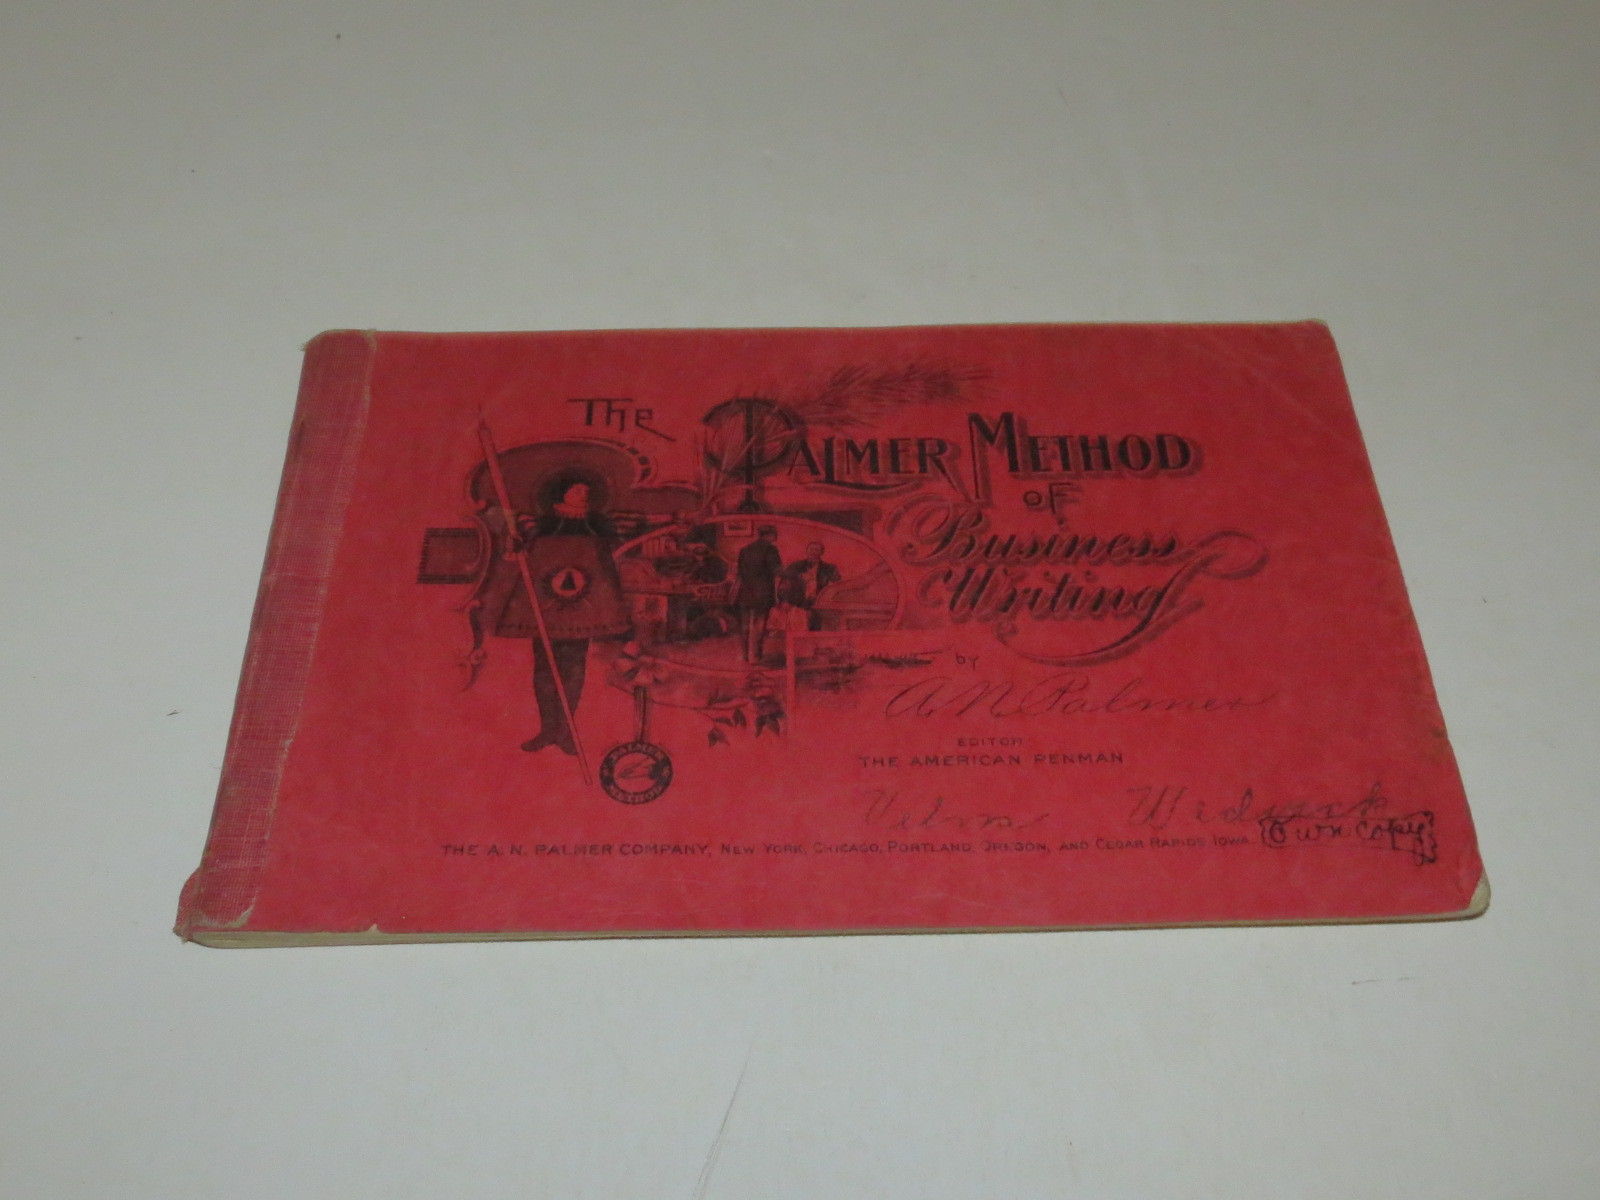 The Palmer Method
of
Business
Writing
by
A. N. Palmer
EDITOR
THE AMERICAN PENMAN
Velma
Own Copy
THE A. N. PALMER COMPANY, NEW YORK, CHICAGO, PORTLAND, OREGON, AND CEDAR RAPIDS IOWA